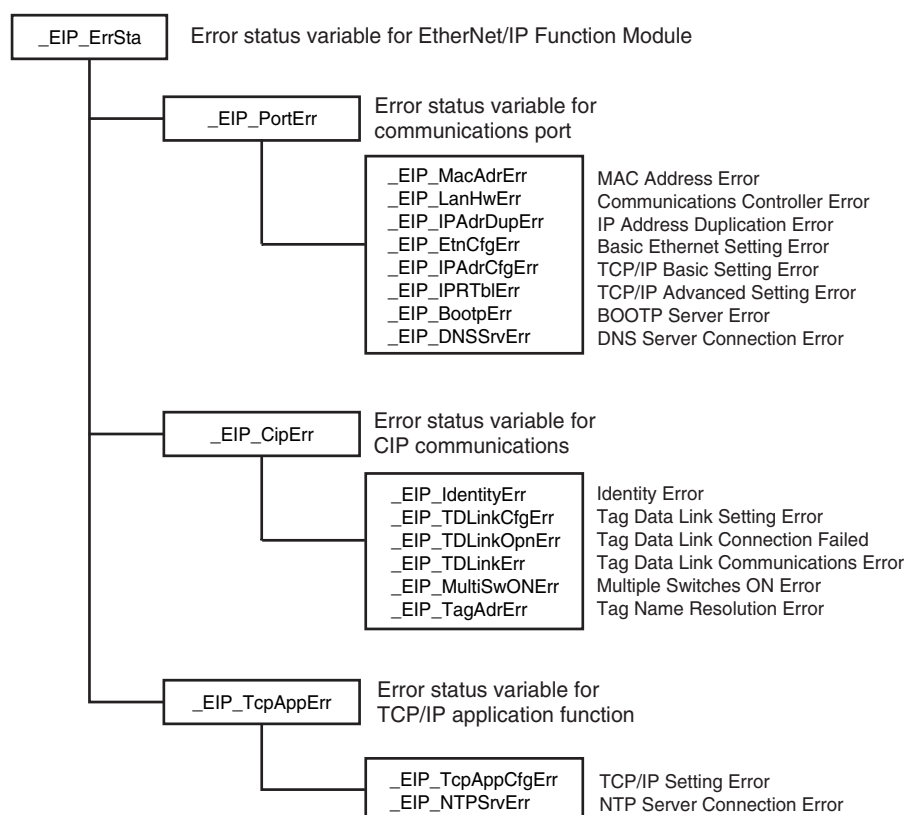 _EIP_ErrSta
Error status variable for EtherNet/IP Function Module
_EIP_PortErr
Error status variable for
communications port
_EIP_MacAdrErr MAC Address Error
_EIP_LanHwErr Communications Controller Error
_EIP_IPAdrDupErr IP Address Duplication Error
_EIP_EtnCfgErr Basic Ethernet Setting Error
_EIP_IPAdrCfgErr TCP/IP Basic Setting Error
_EIP_IPRTblErr TCP/IP Advanced Setting Error
_EIP_BootpErr BOOTP Server Error
_EIP_DNSSrvErr DNS Server Connection Error
_EIP_CipErr
Error status variable for
CIP communications
_EIP_IdentityErr Identity Error
_EIP_TDLinkCfgErr Tag Data Link Setting Error
_EIP_TDLinkOpnErr Tag Data Link Connection Failed
_EIP_TDLinkErr Tag Data Link Communications Error
_EIP_MultiSwONErr Multiple Switches ON Error
_EIP_TagAdrErr Tag Name Resolution Error
_EIP_TcpAppErr
Error status variable for
TCP/IP application function
_EIP_TcpAppCfgErr TCP/IP Setting Error
_EIP_NTPSrvErr NTP Server Connection Error